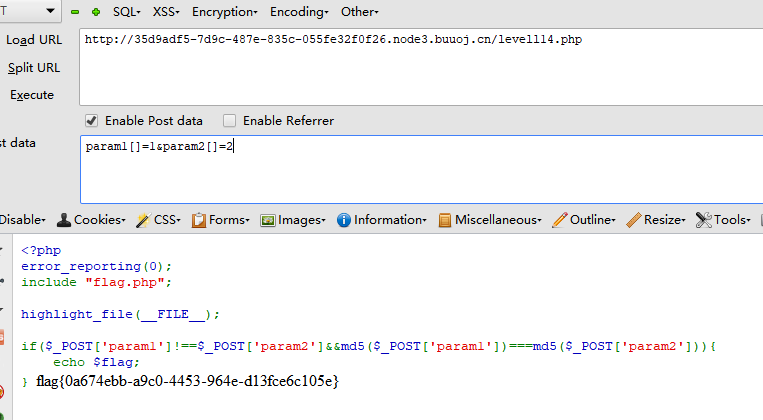 T SQL- XSS- Encryption- Encoding- Other-
Load URL http://35d9adf5-7d9c-487e-835c-055fe32f0f26.node3.buuoj.cn/levell14.php
Split URL
Execute
Enable Post data Enable Referrer
st data param1[]=1&param2[]=2
Disable- Cookies- CSS- Forms- Images- Information- Miscellaneous- Outline- Resize- Tools-
<?php
error_reporting(0);
include "flag.php";
highlight_file(__FILE__);
if($_POST['param1']!==$_POST['param2']&&md5($_POST['param1'])===md5($_POST['param2'])){
echo $flag;
} flag{0a674ebb-a9c0-4453-964e-d13fce6c105e}